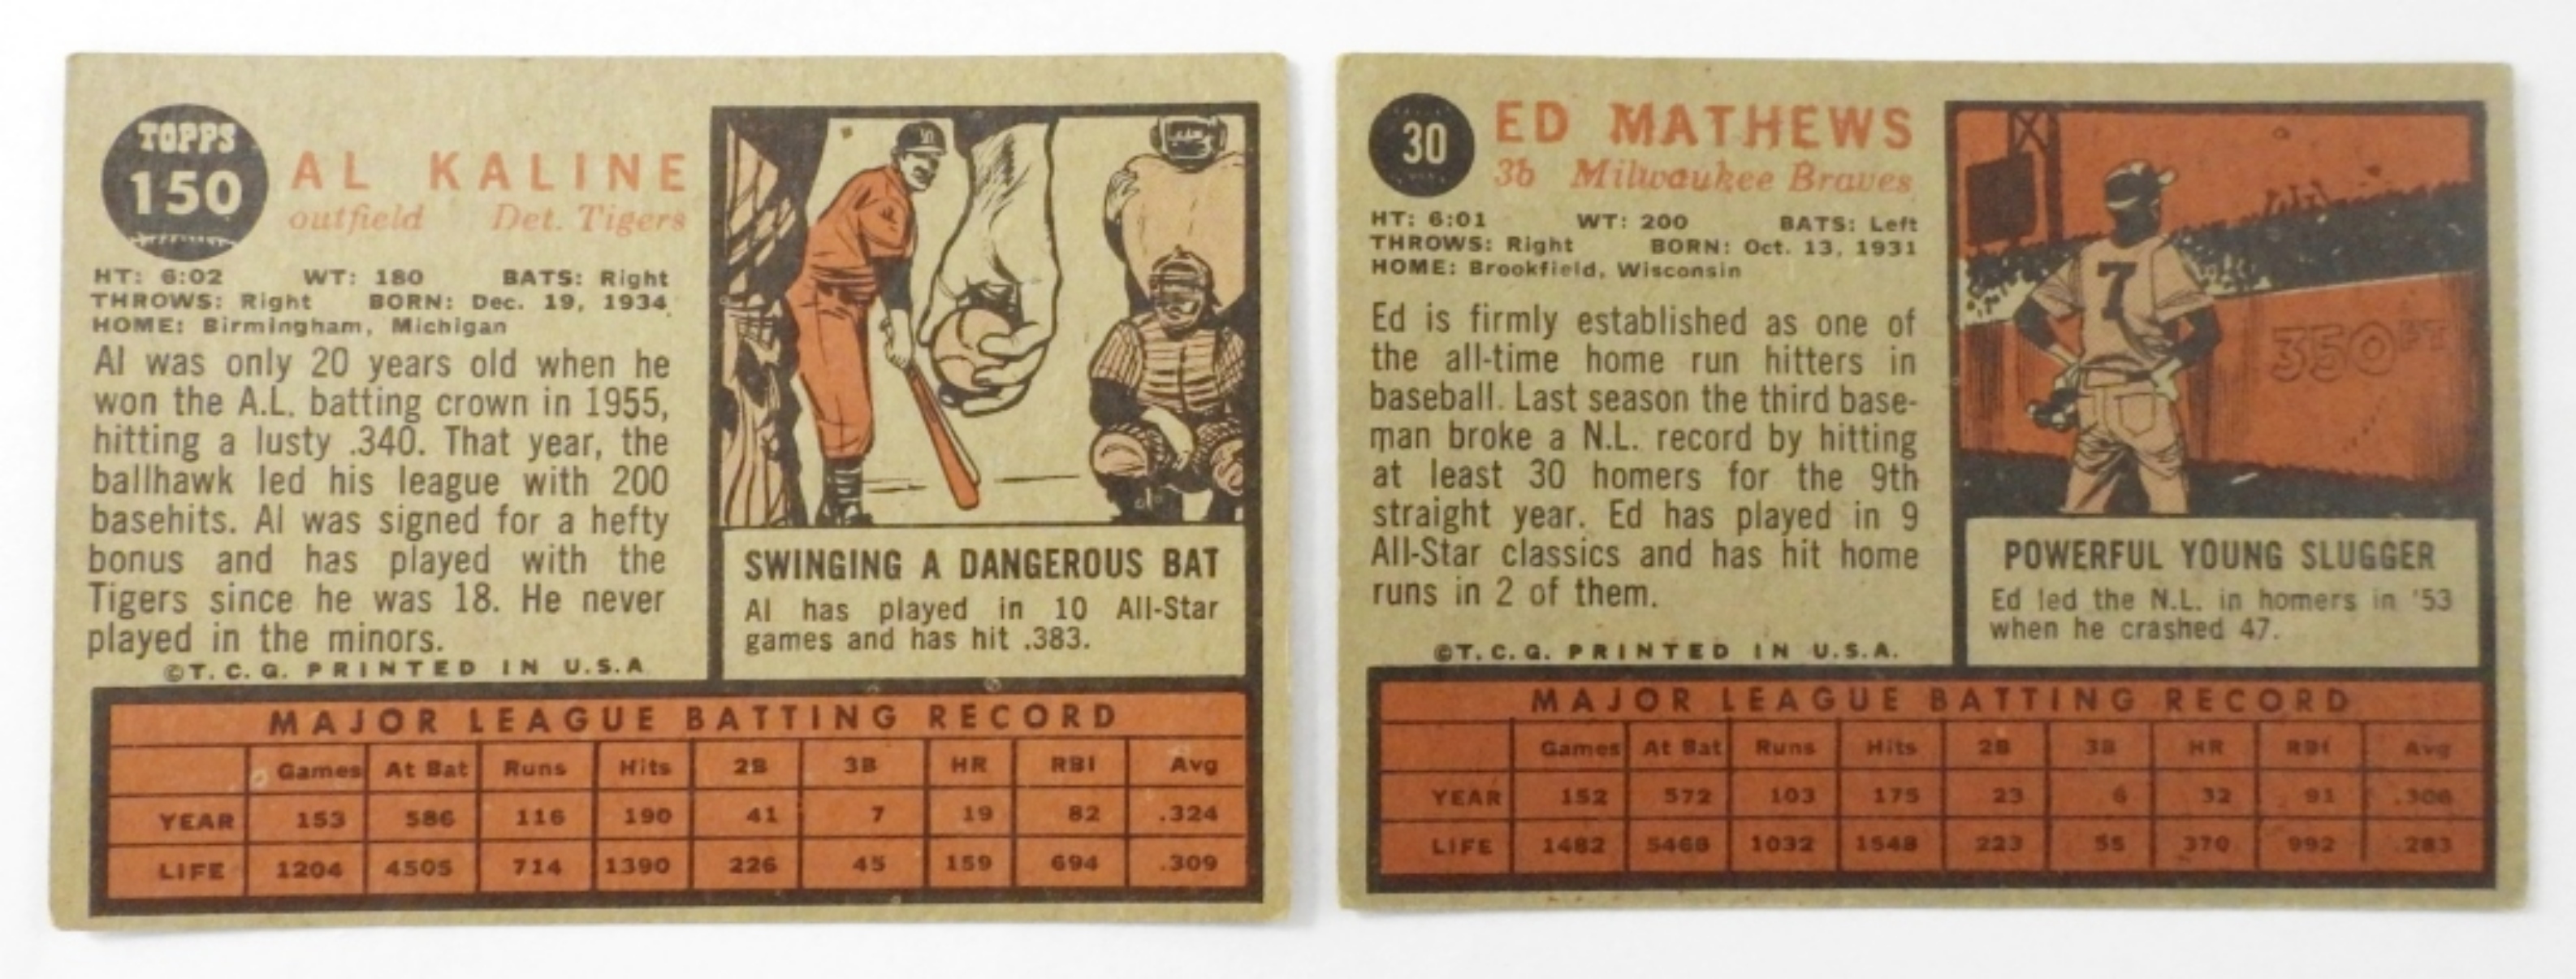 TOPPS
150
AL KALINE
outfield Det. Tigers
HT: 6:02 WT: 180 BATS: Right
THROWS: Right BORN: Dec. 19, 1934
HOME: Birmingham, Michigan
Al was only 20 years old when he
won the A.L. batting crown in 1955,
hitting a lusty .340. That year, the
ballhawk led his league with 200
basehits. Al was signed for a hefty
bonus and has played with the
Tigers since he was 18. He never
played in the minors.
©T.C.G. PRINTED IN U.S.A.
SWINGING A DANGEROUS BAT
Al has played in 10 All-Star
games and has hit .383.
MAJOR LEAGUE BATTING RECORD
Games At Bat Runs Hits 2B 3B HR RBI Avg
YEAR 153 586 116 190 41 7 19 82 .324
LIFE 1204 4505 714 1390 226 45 159 694 .309
30
ED MATHEWS
3b Milwaukee Braves
HT: 6:01 WT: 200 BATS: Left
THROWS: Right BORN: Oct. 13, 1931
HOME: Brookfield, Wisconsin
Ed is firmly established as one of
the all-time home run hitters in
baseball. Last season the third base-
man broke a N.L. record by hitting
at least 30 homers for the 9th
straight year. Ed has played in 9
All-Star classics and has hit home
runs in 2 of them.
©T.C.G. PRINTED IN U.S.A.
7
350 FT
POWERFUL YOUNG SLUGGER
Ed led the N.L. in homers in '53
when he crashed 47.
MAJOR LEAGUE BATTING RECORD
Games At Bat Runs Hits 2B 3B HR RBI Avg
YEAR 152 572 103 175 23 6 32 91 .306
LIFE 1482 5466 1032 1548 223 55 370 992 .283